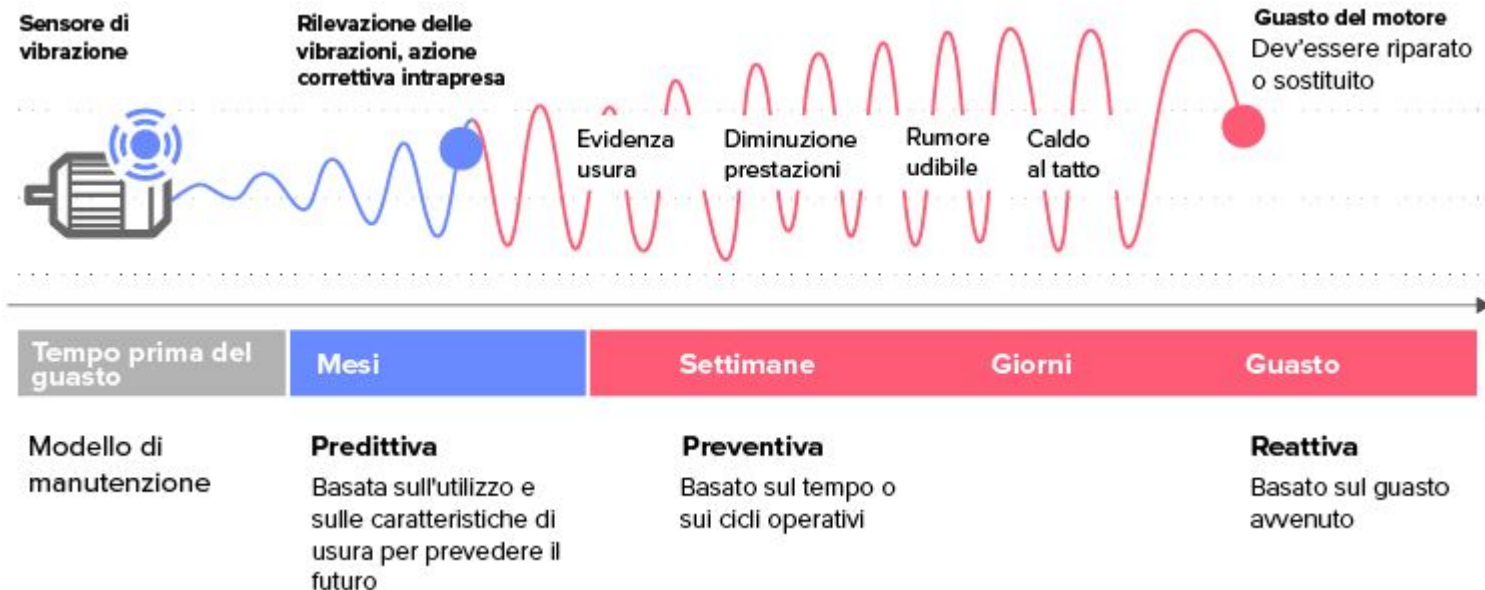 Sensore di
vibrazione
Rilevazione delle
vibrazioni, azione
correttiva intrapresa
Guasto del motore
Dev'essere riparato
o sostituito
Evidenza
usura
Diminuzione
prestazioni
Rumore
udibile
Caldo
al tatto
Tempo prima del
guasto
Mesi
Settimane
Giorni
Guasto
Modello di
manutenzione
Predittiva
Basata sull'utilizzo e
sulle caratteristiche di
usura per prevedere il
futuro
Preventiva
Basato sul tempo o
sui cicli operativi
Reattiva
Basato sul guasto
avvenuto